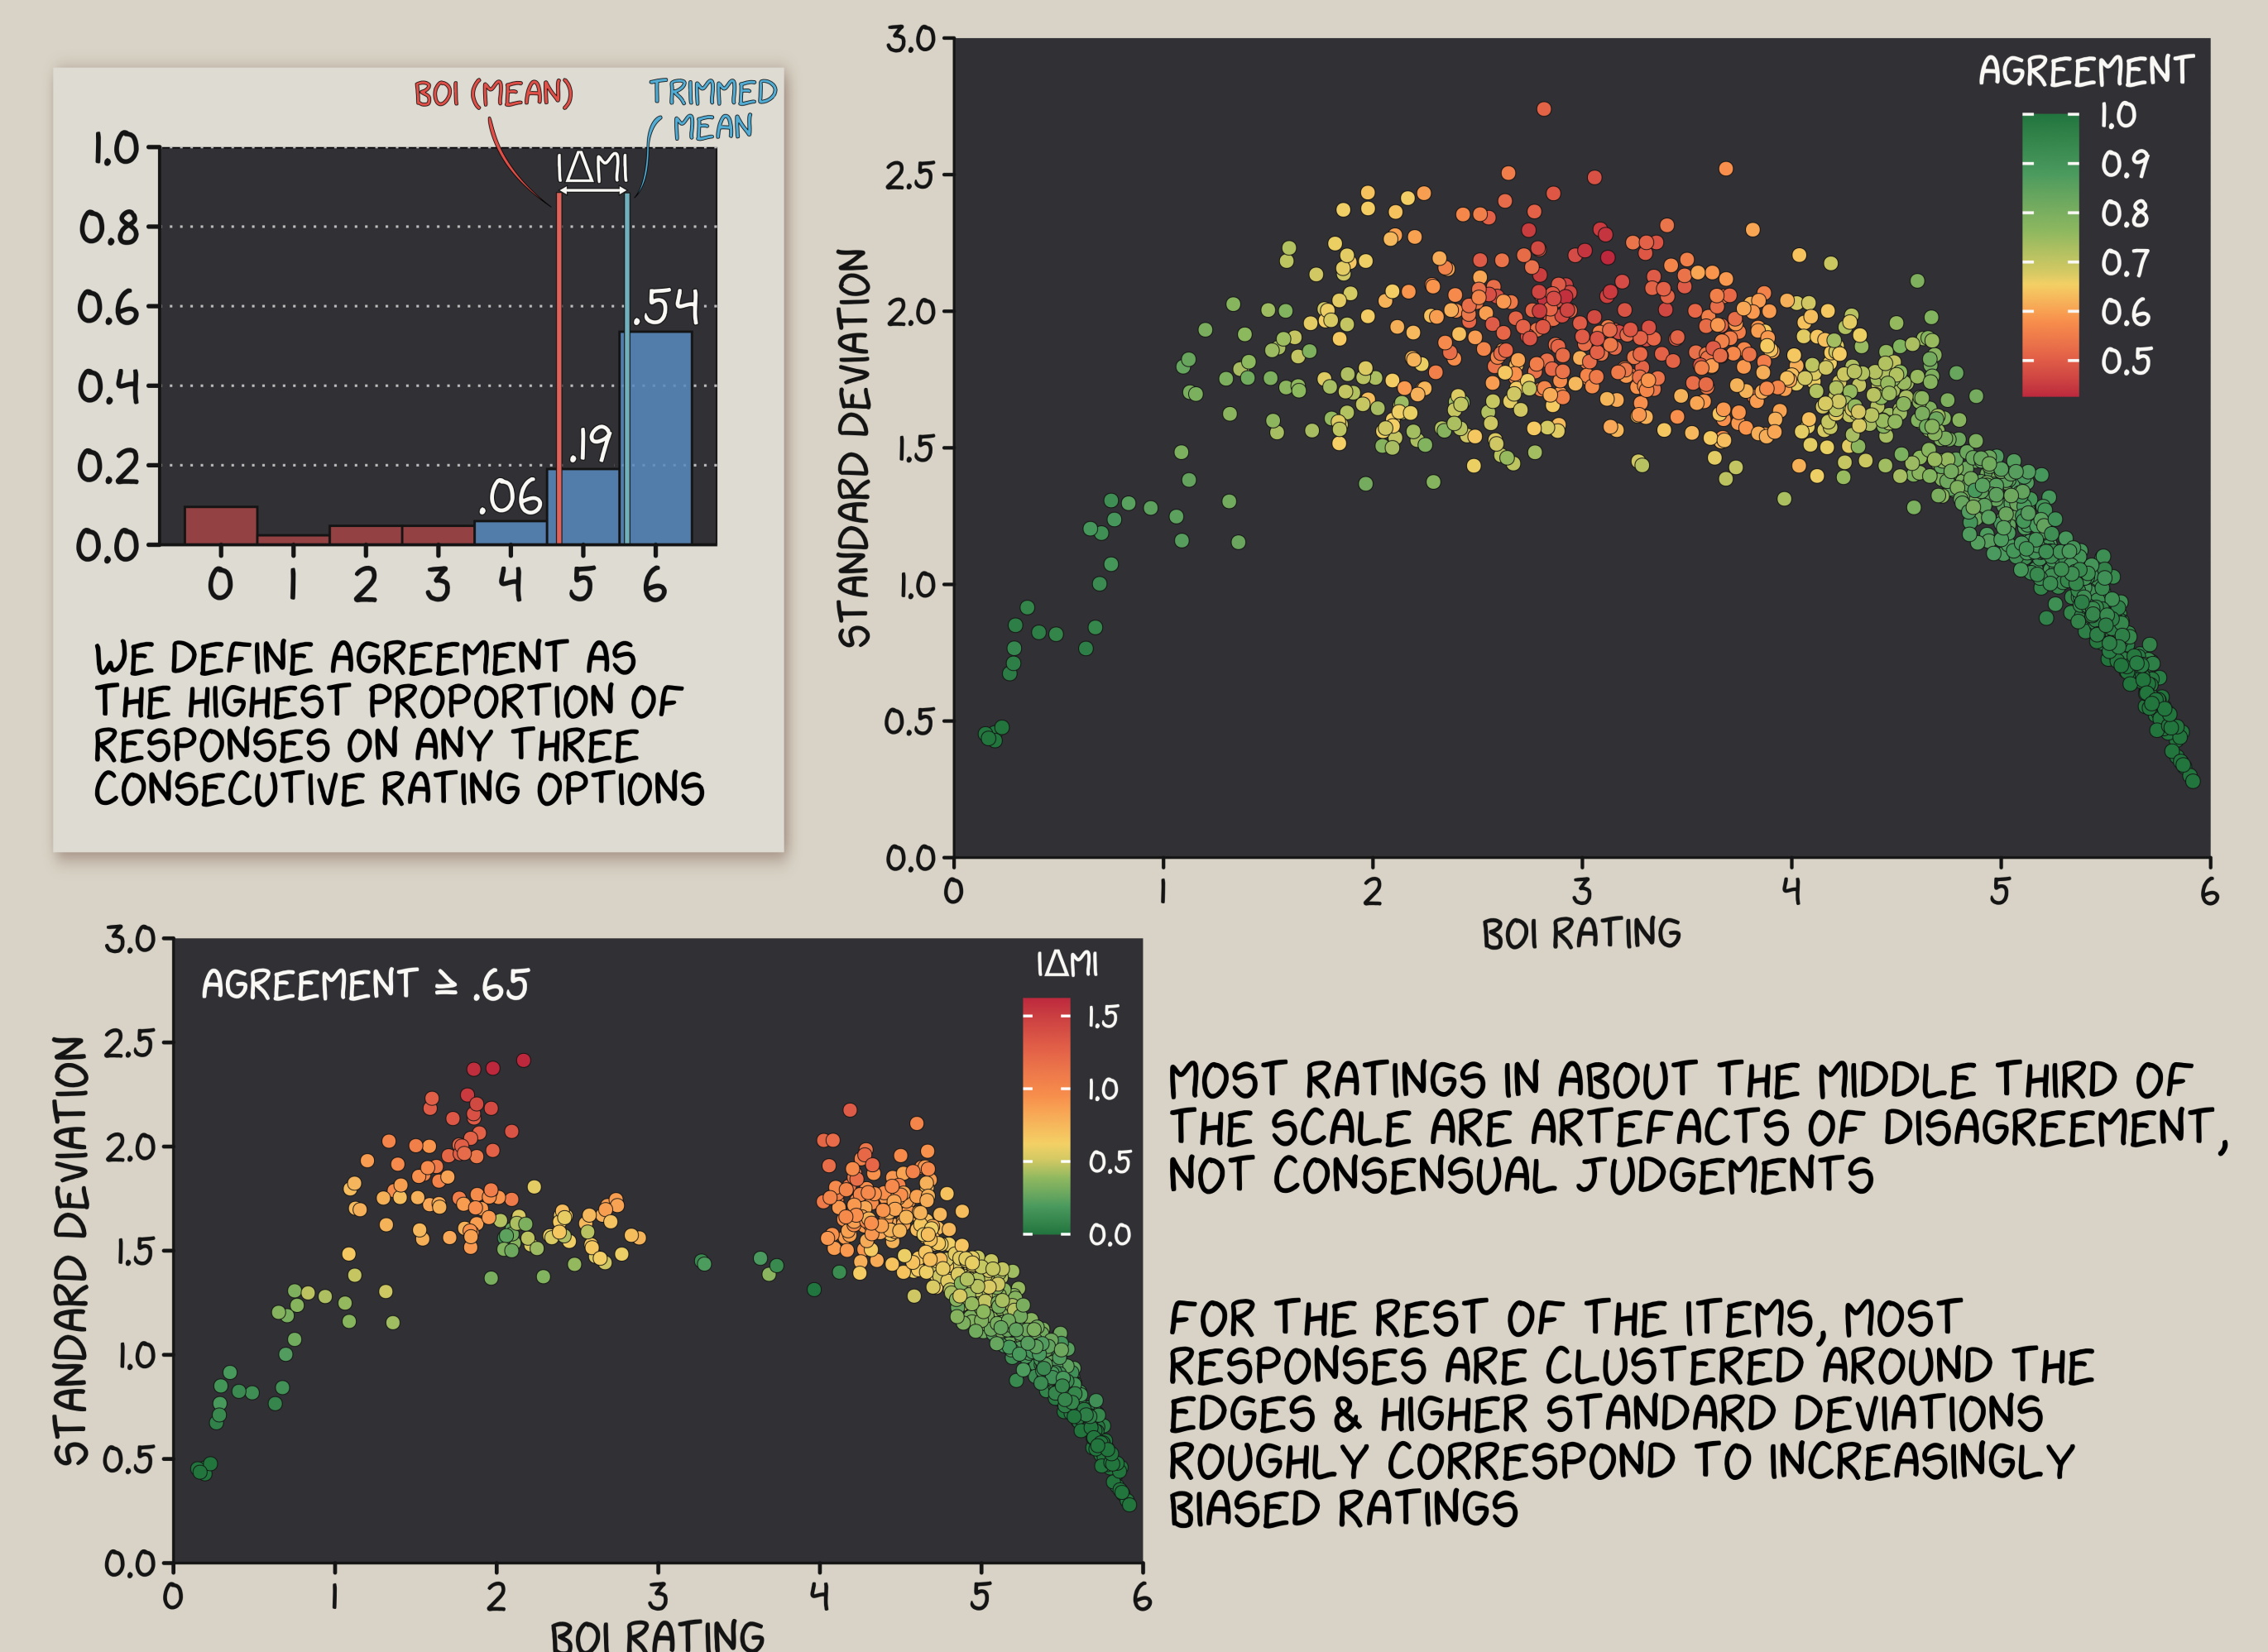 BOI (MEAN)
TRIMMED
MEAN
|ΔM|
1.0
0.8
0.6
0.4
0.2
0.0
.54
.19
.06
0 1 2 3 4 5 6
WE DEFINE AGREEMENT AS
THE HIGHEST PROPORTION OF
RESPONSES ON ANY THREE
CONSECUTIVE RATING OPTIONS
STANDARD DEVIATION
3.0
2.5
2.0
1.5
1.0
0.5
0.0
AGREEMENT
1.0
0.9
0.8
0.7
0.6
0.5
0 1 2 3 4 5 6
BOI RATING
STANDARD DEVIATION
3.0
2.5
2.0
1.5
1.0
0.5
0.0
AGREEMENT ≥ .65
|ΔM|
1.5
1.0
0.5
0.0
0 1 2 3 4 5 6
BOI RATING
MOST RATINGS IN ABOUT THE MIDDLE THIRD OF
THE SCALE ARE ARTEFACTS OF DISAGREEMENT,
NOT CONSENSUAL JUDGEMENTS
FOR THE REST OF THE ITEMS, MOST
RESPONSES ARE CLUSTERED AROUND THE
EDGES & HIGHER STANDARD DEVIATIONS
ROUGHLY CORRESPOND TO INCREASINGLY
BIASED RATINGS